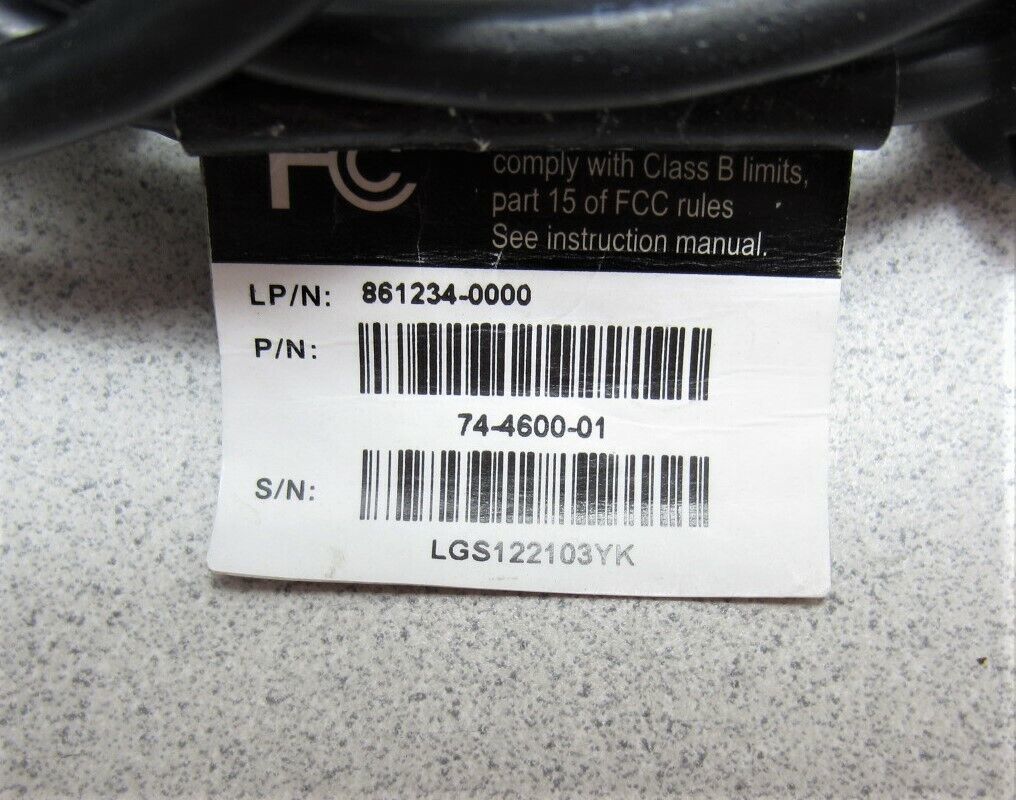 FC
comply with Class B limits,
part 15 of FCC rules
See instruction manual.
LP/N: 861234-0000
P/N:
74-4600-01
S/N:
LGS122103YK